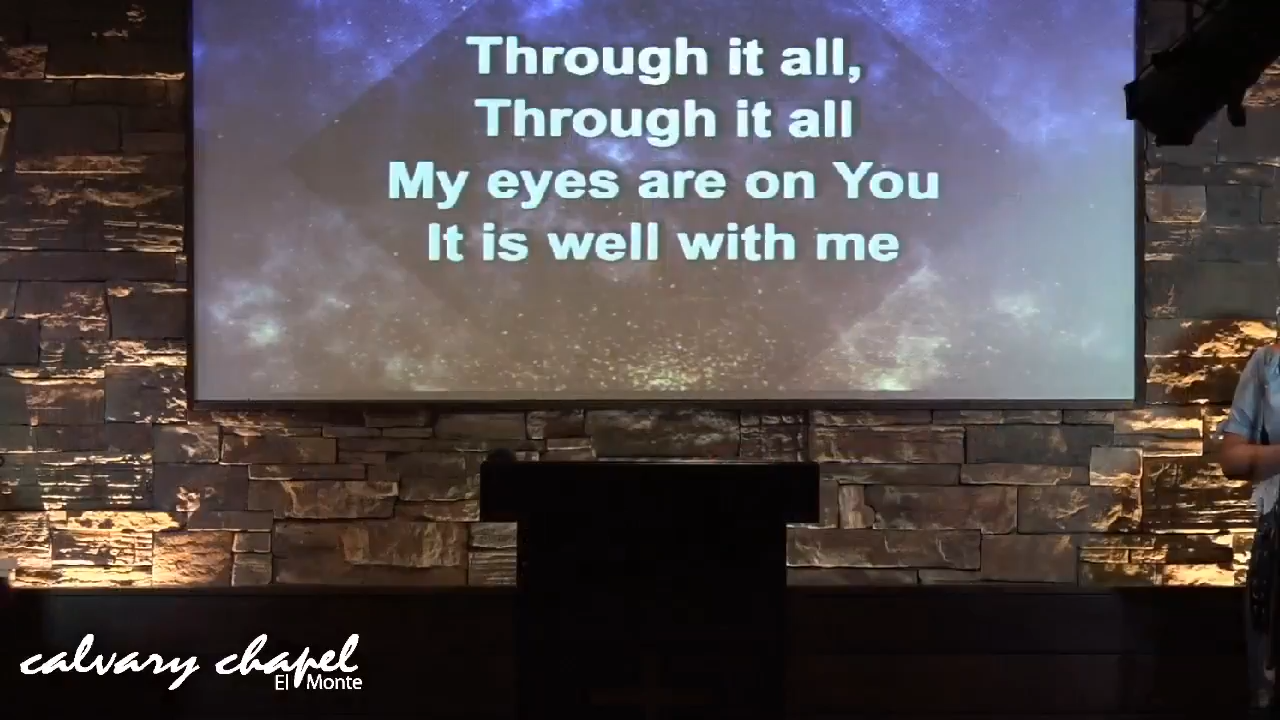 Through it all,
Through it all
My eyes are on You
It is well with me
calvary chapel
El Monte